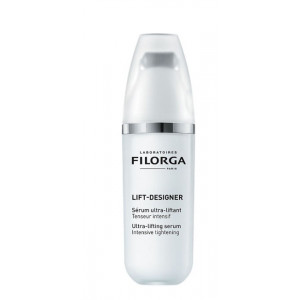 LABORATOIRES
FILORGA
PARIS
LIFT-DESIGNER
Sérum ultra-liftant
Tenseur intensif
Ultra-lifting serum
Intensive tightening